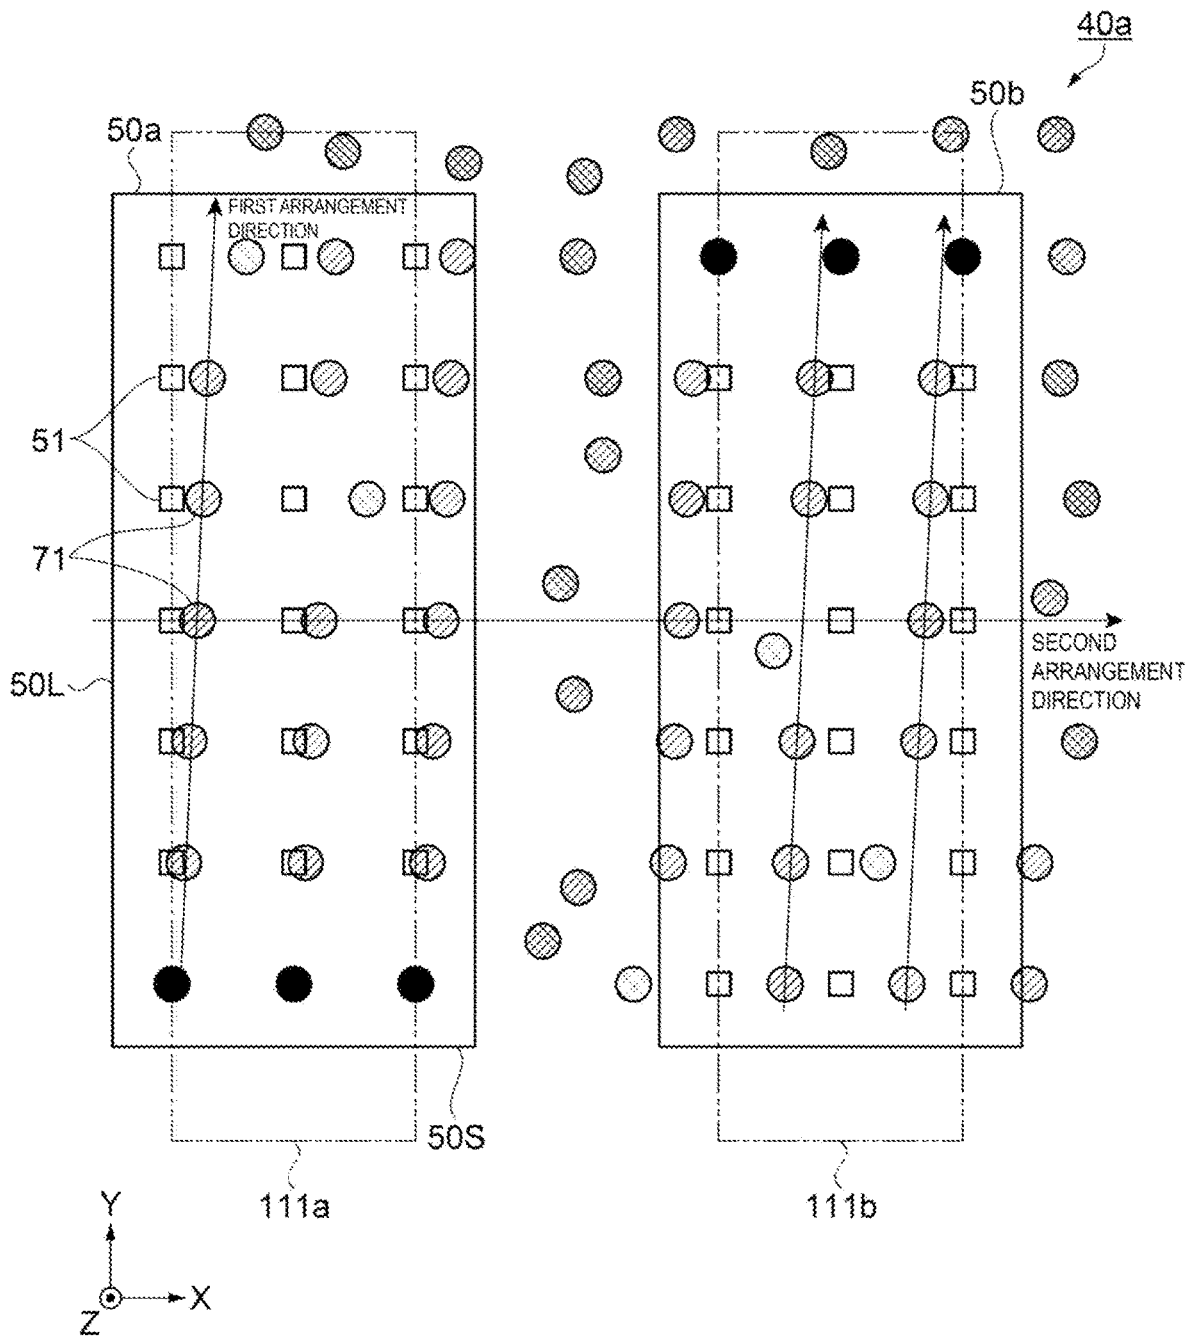 40a
50a
50b
FIRST ARRANGEMENT
DIRECTION
51
71
50L
SECOND
ARRANGEMENT
DIRECTION
50S
111a
111b
Y
X
Z